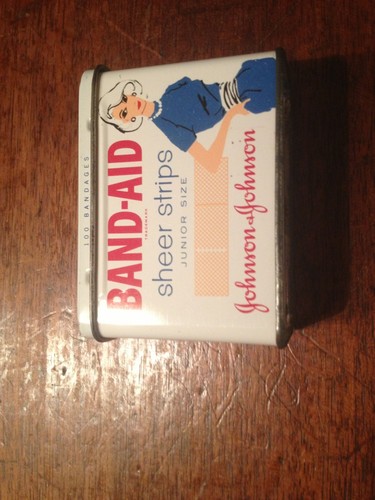 100 BANDAGES
BAND-AID
TRADEMARK
sheer strips
JUNIOR SIZE
Johnson & Johnson